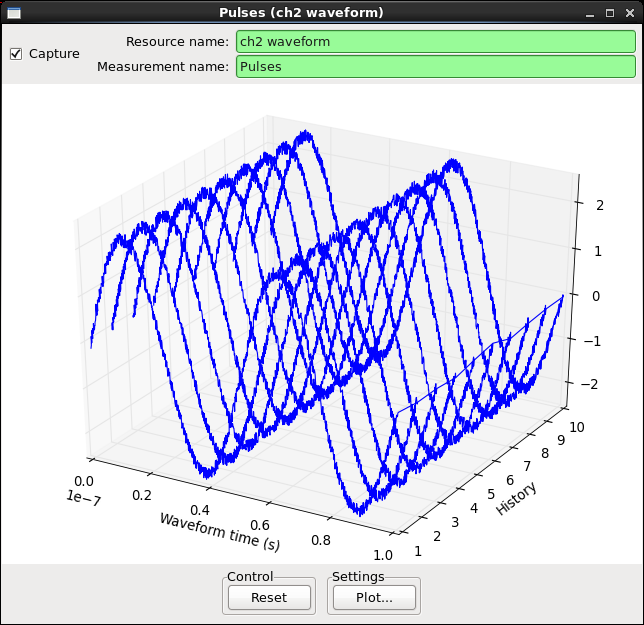 Pulses (ch2 waveform)
Capture
Resource name: ch2 waveform
Measurement name: Pulses
2
1
0
−1
−2
10
9
8
7
6
5
4
3
2
1
History
0.0
0.2
0.4
0.6
0.8
1.0
1e−7
Waveform time (s)
Control
Reset
Settings
Plot...